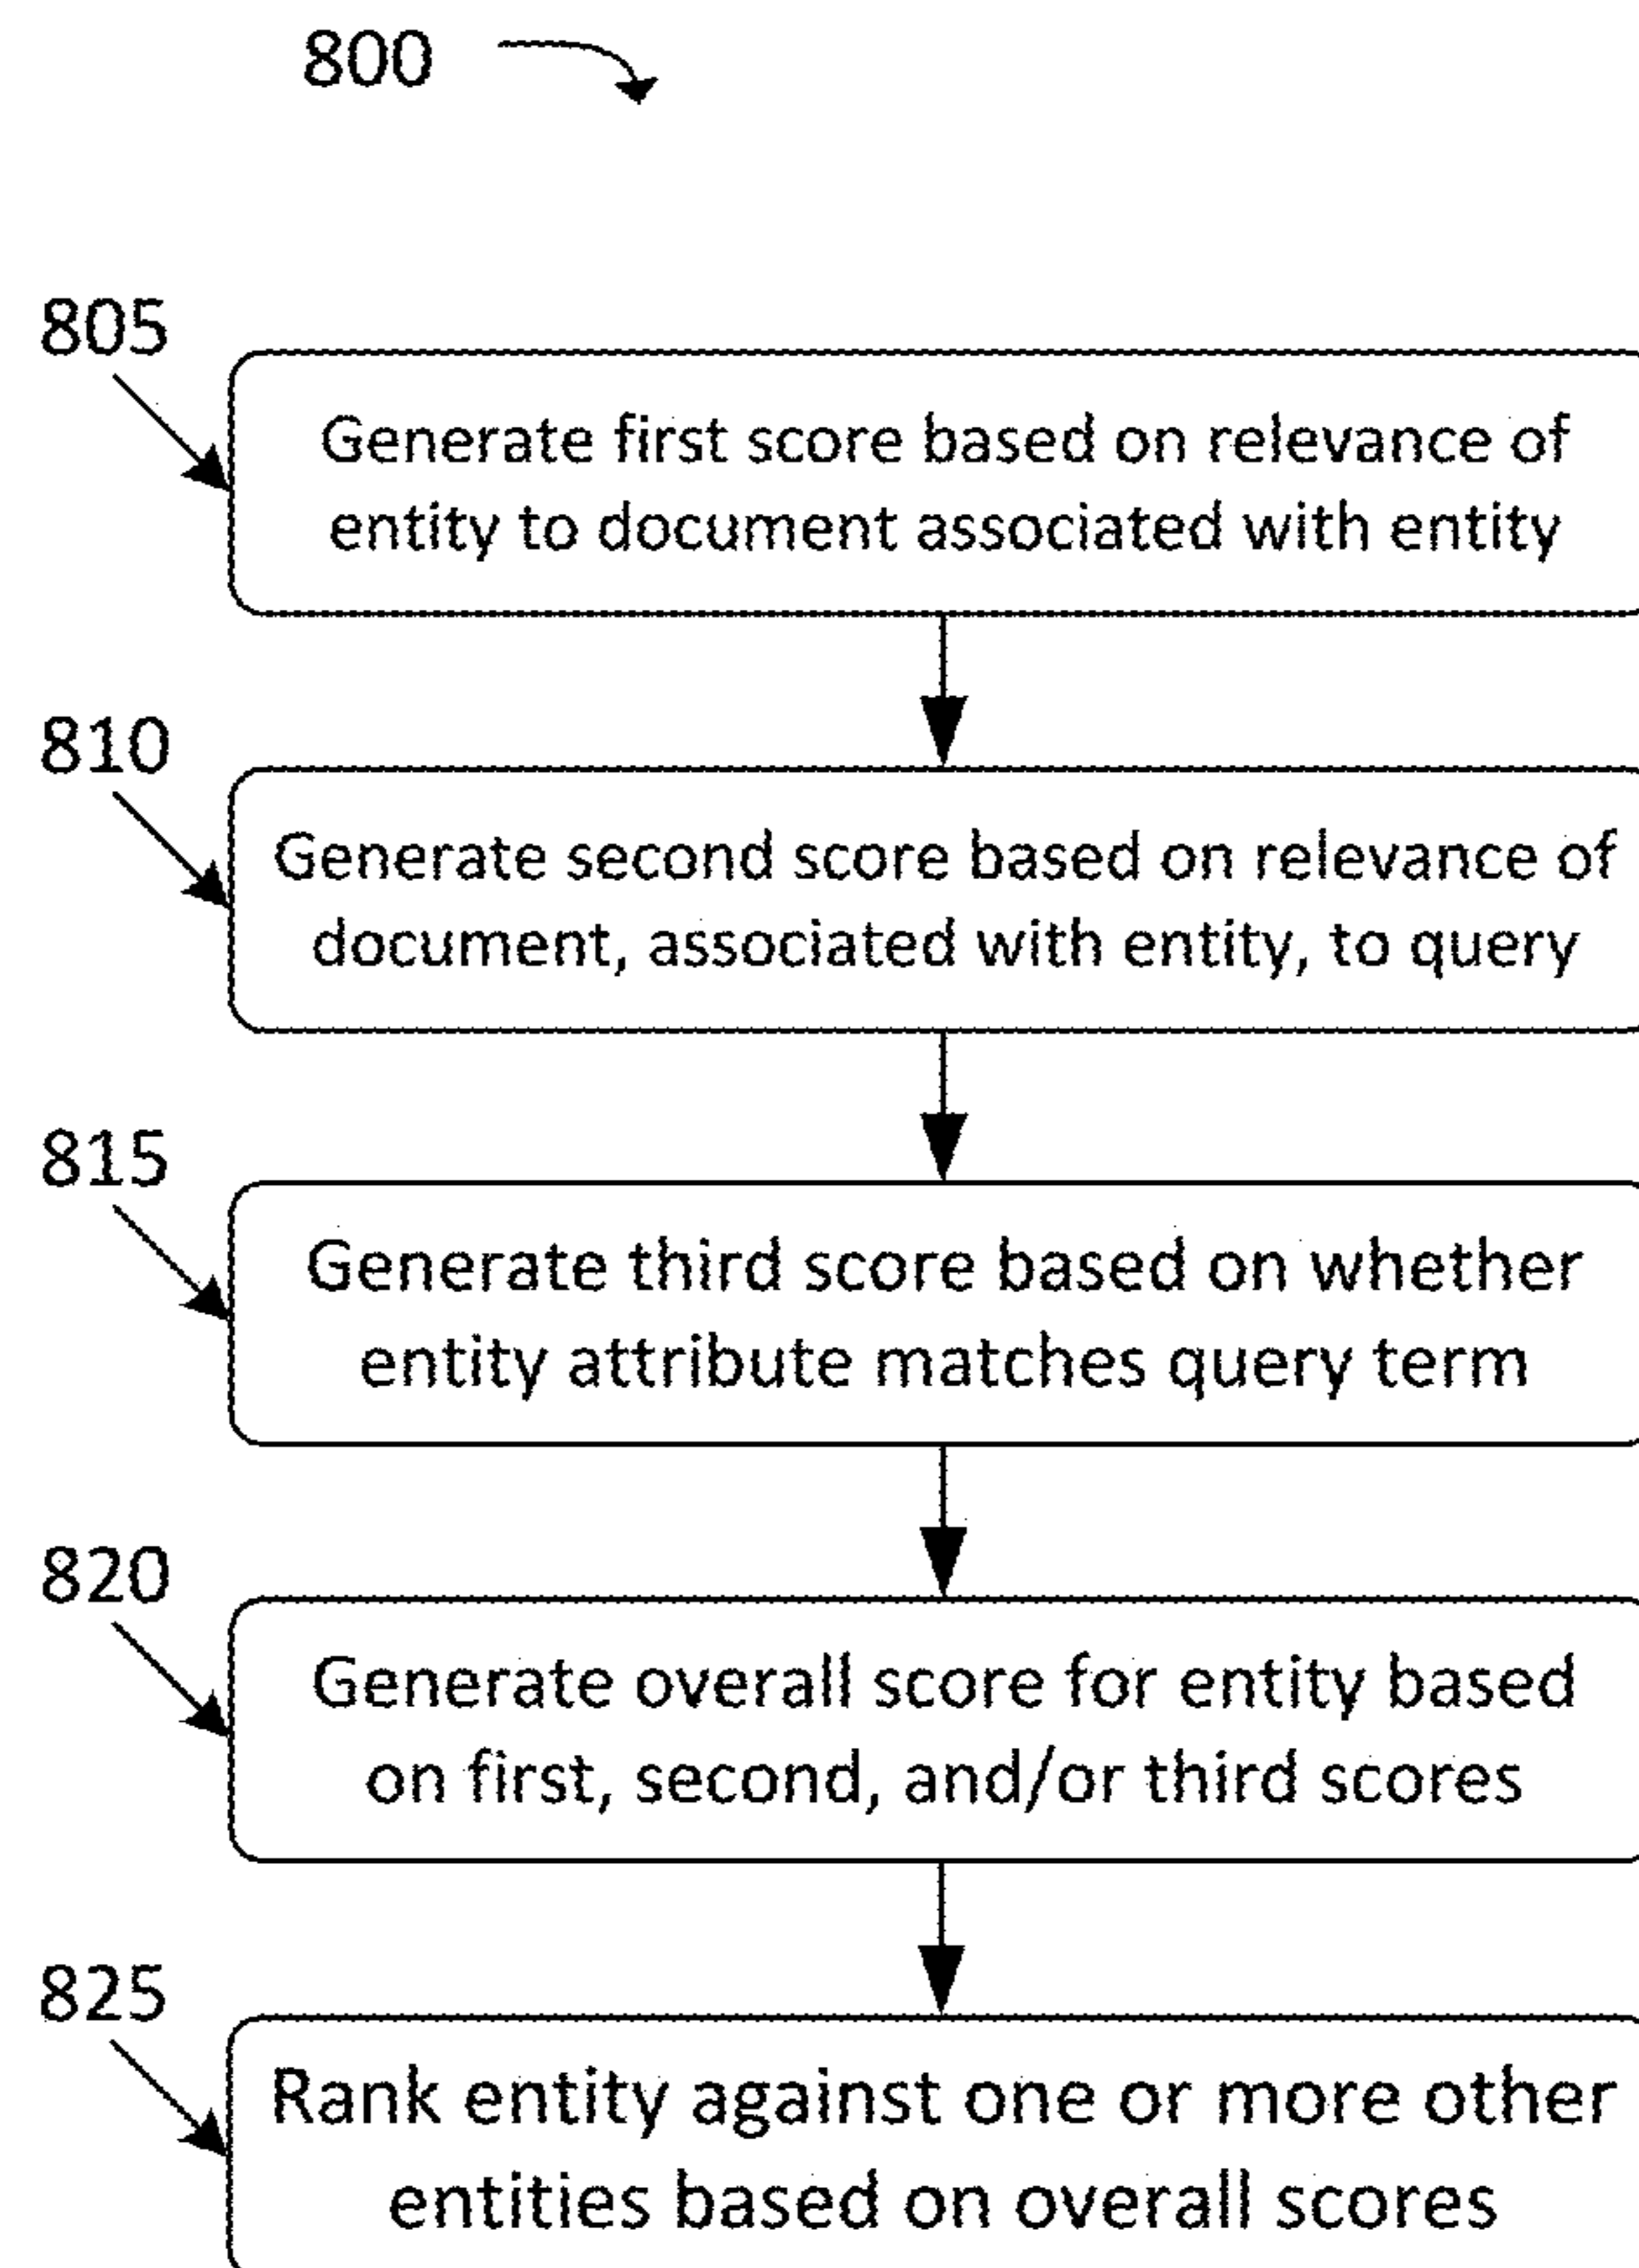 800
805
Generate first score based on relevance of
entity to document associated with entity
810
Generate second score based on relevance of
document, associated with entity, to query
815
Generate third score based on whether
entity attribute matches query term
820
Generate overall score for entity based
on first, second, and/or third scores
825
Rank entity against one or more other
entities based on overall scores